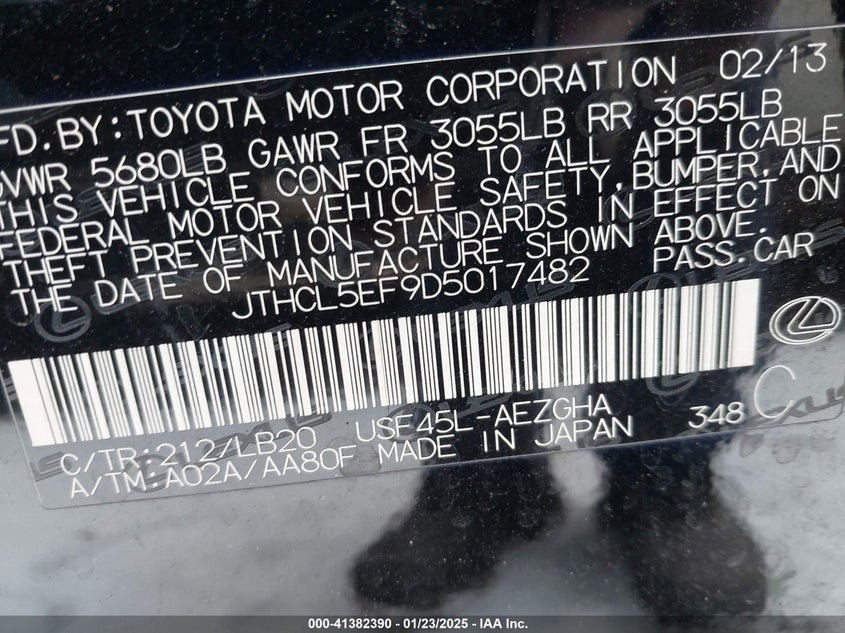 FD. BY: TOYOTA MOTOR CORPORATION 02/13
GVWR 5680LB GAWR FR 3055LB RR 3055LB
THIS VEHICLE CONFORMS TO ALL APPLICABLE
FEDERAL MOTOR VEHICLE SAFETY, BUMPER, AND
THEFT PREVENTION STANDARDS IN EFFECT ON
THE DATE OF MANUFACTURE SHOWN ABOVE.
JTHCL5EF9D5017482 PASS. CAR
C/TR: 212/LB20 USF45L-AEZGHA 348 C
A/TM: A02A/AA80F MADE IN JAPAN
000-41382390 - 01/23/2025 - IAA Inc.